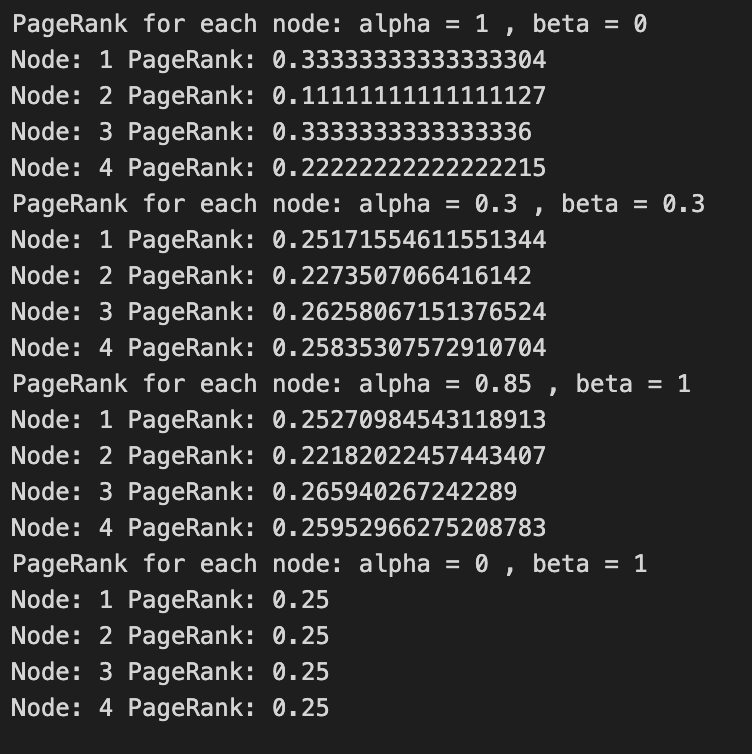 PageRank for each node: alpha = 1 , beta = 0
Node: 1 PageRank: 0.33333333333333304
Node: 2 PageRank: 0.11111111111111127
Node: 3 PageRank: 0.3333333333333336
Node: 4 PageRank: 0.22222222222222215
PageRank for each node: alpha = 0.3 , beta = 0.3
Node: 1 PageRank: 0.25171554611551344
Node: 2 PageRank: 0.2273507066416142
Node: 3 PageRank: 0.26258067151376524
Node: 4 PageRank: 0.25835307572910704
PageRank for each node: alpha = 0.85 , beta = 1
Node: 1 PageRank: 0.25270984543118913
Node: 2 PageRank: 0.22182022457443407
Node: 3 PageRank: 0.265940267242289
Node: 4 PageRank: 0.25952966275208783
PageRank for each node: alpha = 0 , beta = 1
Node: 1 PageRank: 0.25
Node: 2 PageRank: 0.25
Node: 3 PageRank: 0.25
Node: 4 PageRank: 0.25